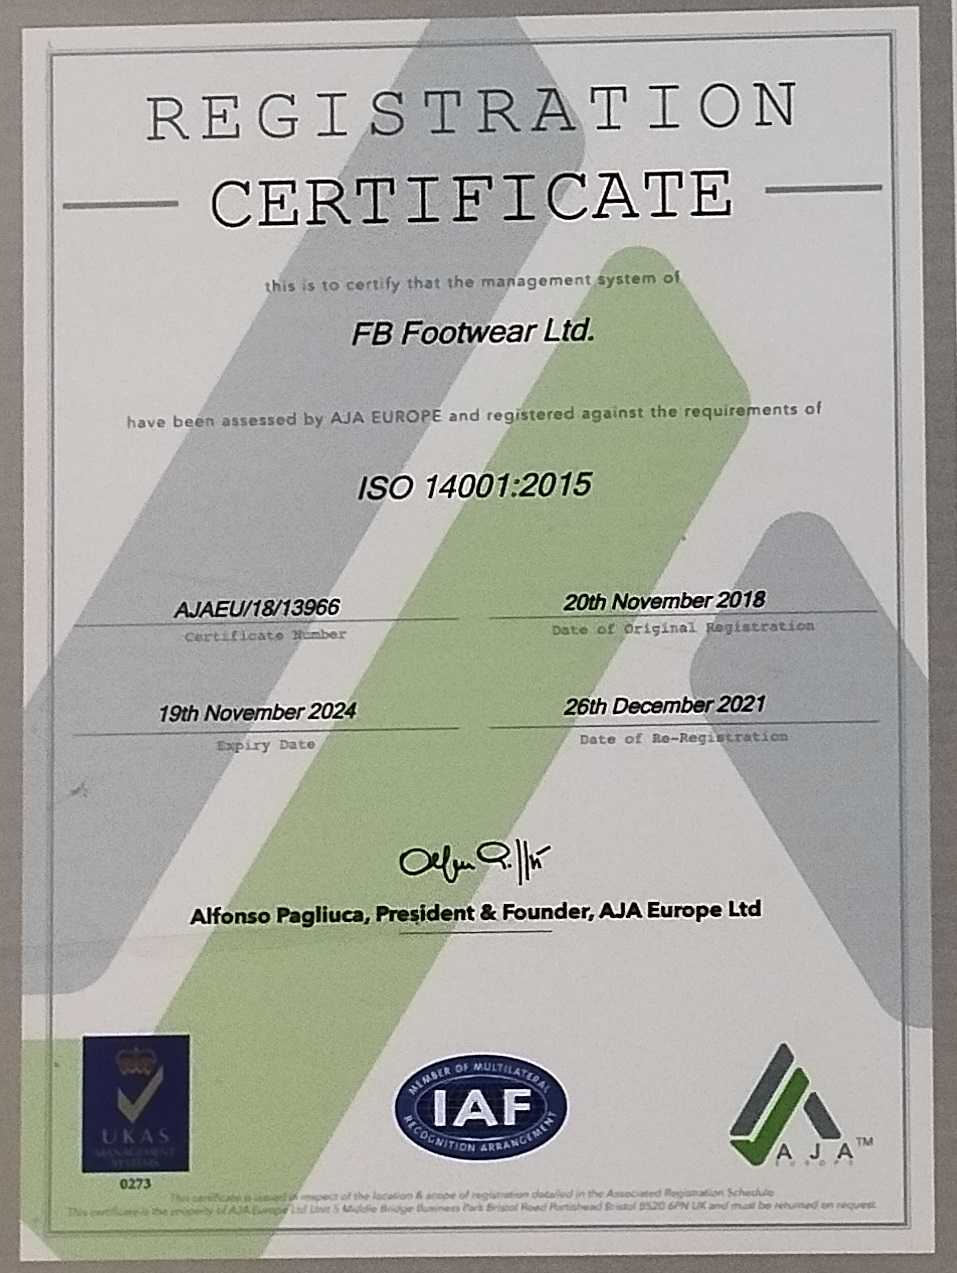 REGISTRATION
CERTIFICATE
this is to certify that the management system of
FB Footwear Ltd.
have been assessed by AJA EUROPE and registered against the requirements of
ISO 14001:2015
AJAEU/18/13966
Certificate Number
20th November 2018
Date of Original Registration
19th November 2024
Expiry Date
26th December 2021
Date of Re-Registration
Alfonso Pagliuca, President & Founder, AJA Europe Ltd
UKAS
MANAGEMENT
SYSTEMS
0273
MEMBER OF MULTILATERAL
IAF
RECOGNITION ARRANGEMENT
AJA™
EUROPE
This certificate is issued in respect of the location & scope of registration detailed in the Associated Registration Schedule
This certificate is the property of AJA Europe Ltd Unit 5 Middle Bridge Business Park Bristol Road Portishead Bristol BS20 6PN UK and must be returned on request